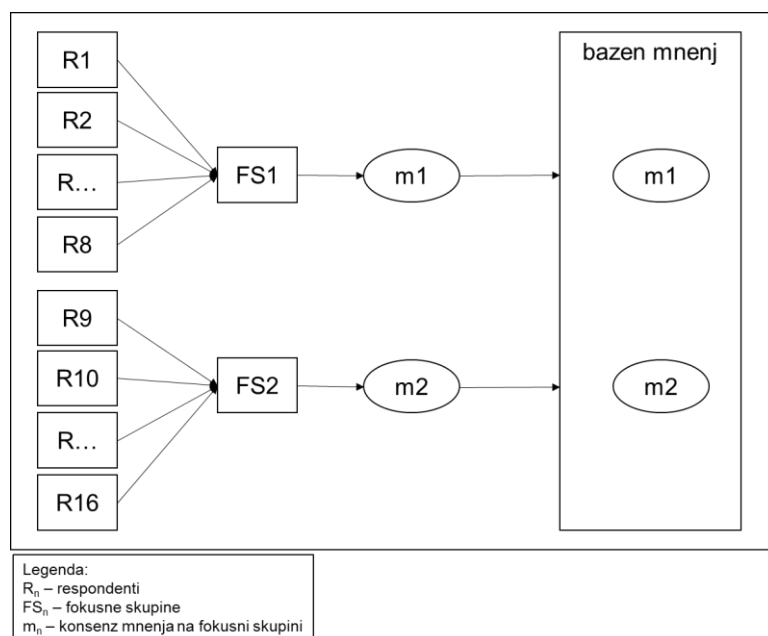 R1
R2
R...
R8
FS1
m1
R9
R10
R...
R16
FS2
m2
bazen mnenj
m1
m2
Legenda:
Rn – respondenti
FSn – fokusne skupine
mn – konsenz mnenja na fokusni skupini